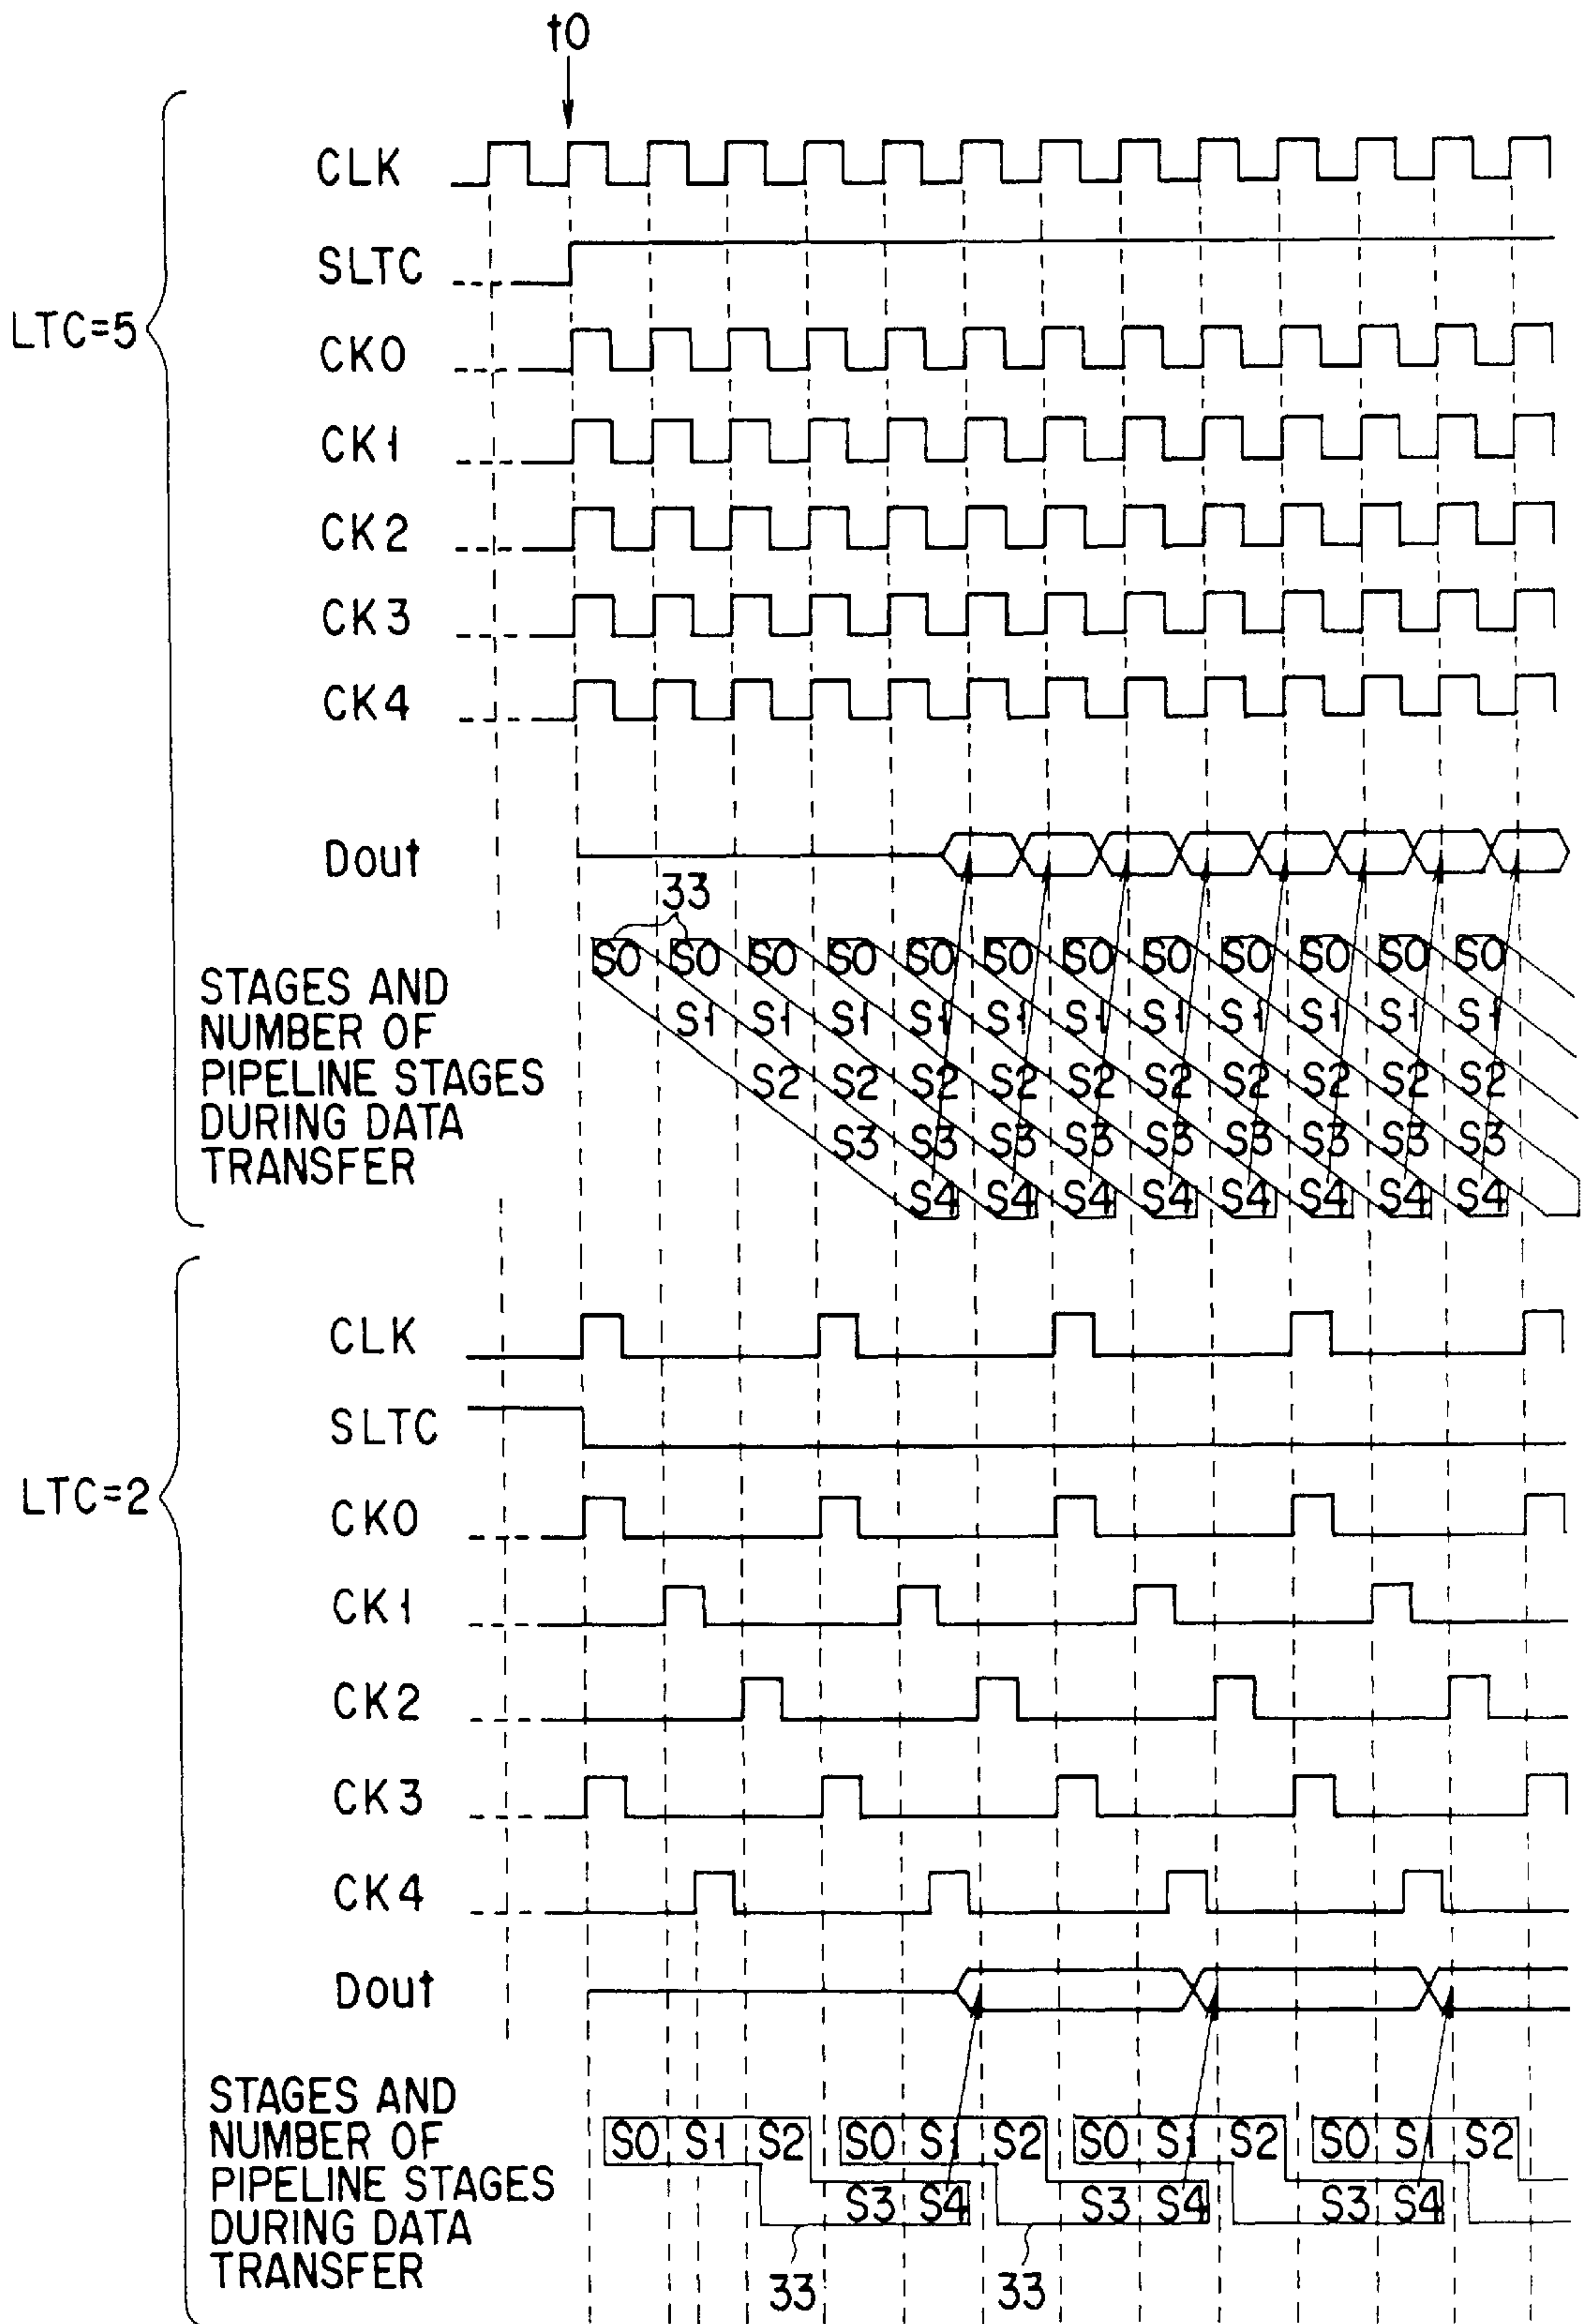 t0
CLK
SLTC
LTC=5
CK0
CK1
CK2
CK3
CK4
Dout
33
S0 S0 S0 S0 S0 S0 S0 S0 S0 S0 S0 S0
S1 S1 S1 S1 S1 S1 S1 S1 S1 S1 S1
S2 S2 S2 S2 S2 S2 S2 S2 S2 S2
S3 S3 S3 S3 S3 S3 S3 S3 S3
S4 S4 S4 S4 S4 S4 S4 S4
STAGES AND
NUMBER OF
PIPELINE STAGES
DURING DATA
TRANSFER
CLK
SLTC
LTC=2
CK0
CK1
CK2
CK3
CK4
Dout
STAGES AND
NUMBER OF
PIPELINE STAGES
DURING DATA
TRANSFER
S0 S1 S2 S0 S1 S2 S0 S1 S2 S0 S1 S2
S3 S4 S3 S4 S3 S4
33 33